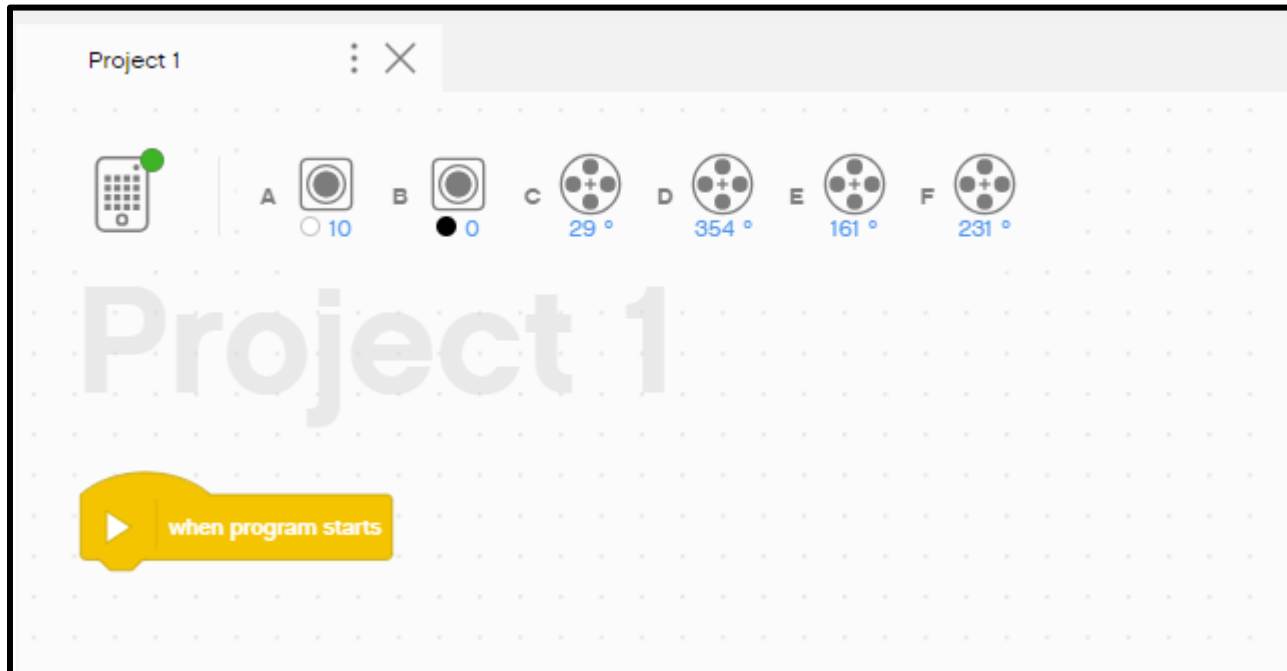 Project 1
A B C D E F
10 0 29 ° 354 ° 161 ° 231 °
Project 1
when program starts